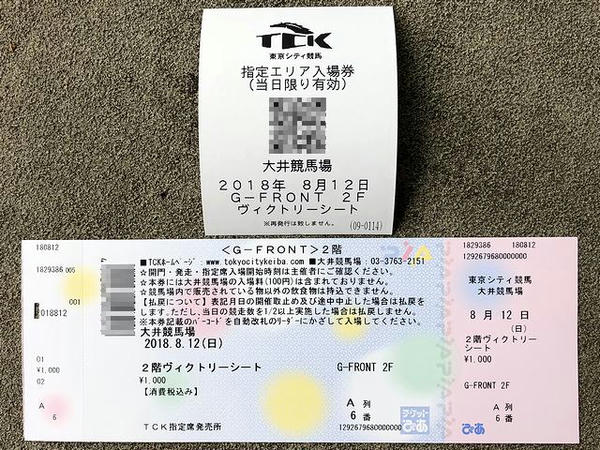 TCK
東京シティ競馬
指定エリア入場券
(当日限り有効)
大井競馬場
2018年 8月12日
G-FRONT 2F
ヴィクトリーシート
※再発行は致しません。
(09-0114)
180812
1829386 005
001
018812
01
02
A
6
<G-FRONT>2階
■TCKホームページ:www.tokyocitykeiba.com ■大井競馬場:03-3763-2151
☆開門・発走・指定席入場開始時刻は主催者にご確認ください。
☆本券には大井競馬場の入場料(100円)は含まれておりません。
☆競馬場内で販売されている物以外の飲食物は持込できません。
【払戻について】表記月日の開催取止め及び途中中止した場合は払戻を
します。ただし、当日の競走数を1/2以上実施した場合は払戻しません。
※本券記載のバーコードを自動改札のリーダーにかざして入場してください。
大井競馬場
2018.8.12(日)
2階ヴィクトリーシート G-FRONT 2F
¥1,000
【消費税込み】
A 列
6 番
TCK指定席発売所
チケットぴあ
1292679680000000
1829386 180812
1292679680000000
東京シティ競馬
大井競馬場
8月12日
(日)
2階ヴィクトリー
シート
¥1,000
G-FRONT 2F
A 列
6 番
ぴあ